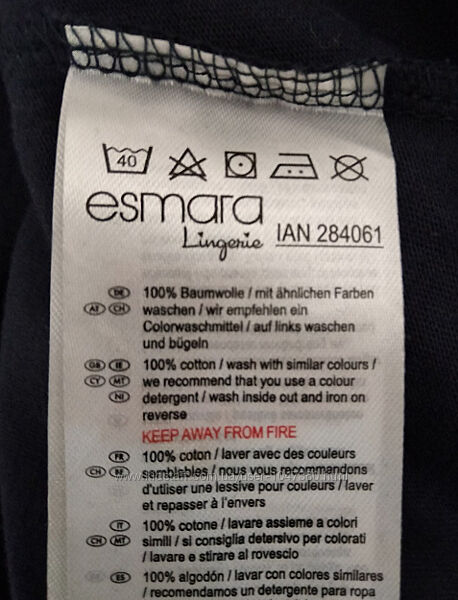 40
esmara
Lingerie IAN 284061
DE 100% Baumwolle / mit ähnlichen Farben
AT CH waschen / wir empfehlen ein
Colorwaschmittel / auf links waschen
und bügeln
GB IE 100% cotton / wash with similar colours /
CY MT we recommend that you use a colour
NI detergent / wash inside out and iron on
reverse
KEEP AWAY FROM FIRE
FR 100% coton / laver avec des couleurs
CH BE semblables / nous vous recommandons
d'utiliser une lessive pour couleurs / laver
et repasser à l'envers
IT 100% cotone / lavare assieme a colori
CH MT simili / si consiglia detersivo per colorati
/ lavare e stirare al rovescio
ES 100% algodón / lavar con colores similares
/ recomendamos un detergente para ropa